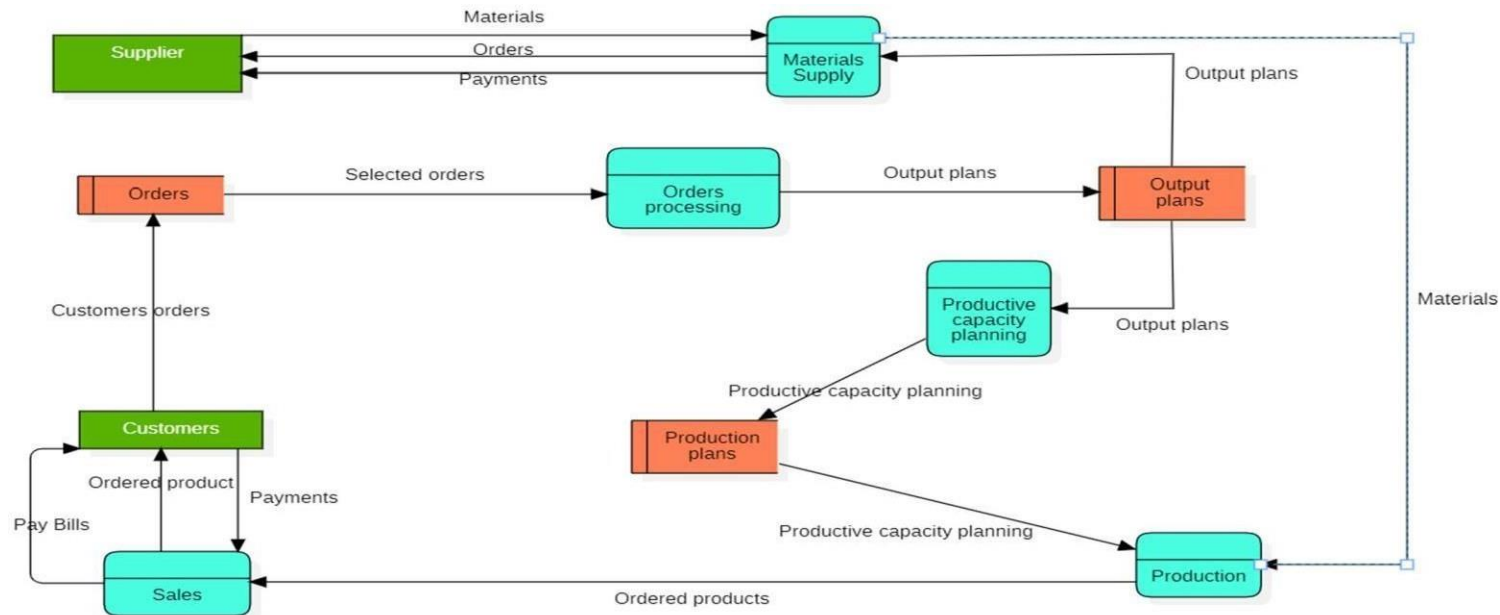 Materials
Supplier
Orders
Payments
Materials
Supply
Output plans
Orders
Selected orders
Orders
processing
Output plans
Output
plans
Customers orders
Productive
capacity
planning
Output plans
Materials
Productive capacity planning
Customers
Production
plans
Ordered product
Payments
Pay Bills
Productive capacity planning
Sales
Ordered products
Production